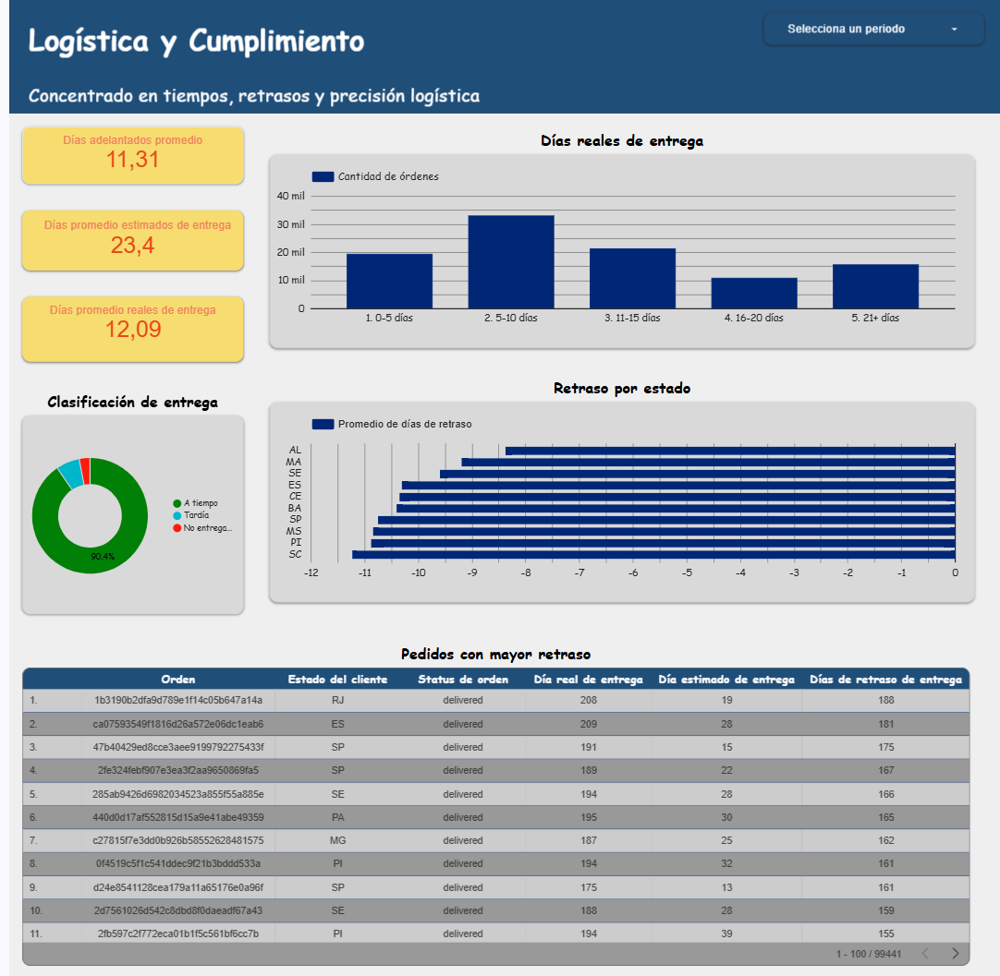 Logística y Cumplimiento
Selecciona un periodo
Concentrado en tiempos, retrasos y precisión logística
Días adelantados promedio
11,31
Días promedio estimados de entrega
23,4
Días promedio reales de entrega
12,09
Días reales de entrega
Cantidad de órdenes
40 mil
30 mil
20 mil
10 mil
0
1. 0-5 días 2. 5-10 días 3. 11-15 días 4. 16-20 días 5. 21+ días
Clasificación de entrega
A tiempo
Tardía
No entrega...
90.4%
Retraso por estado
Promedio de días de retraso
AL
MA
SE
ES
CE
BA
SP
MS
PI
SC
-12 -11 -10 -9 -8 -7 -6 -5 -4 -3 -2 -1 0
Pedidos con mayor retraso
Orden Estado del cliente Status de orden Día real de entrega Día estimado de entrega Días de retraso de entrega
1. 1b3190b2dfa9d789e1f14c05b647a14a RJ delivered 208 19 188
2. ca07593549f1816d26a572e06dc1eab6 ES delivered 209 28 181
3. 47b40429ed8cce3aee9199792275433f SP delivered 191 15 175
4. 2fe324febf907e3ea3f2aa9650869fa5 SP delivered 189 22 167
5. 285ab9426d6982034523a855f55a885e SE delivered 194 28 166
6. 440d0d17af552815d15a9e41abe49359 PA delivered 195 30 165
7. c27815f7e3dd0b926b58552628481575 MG delivered 187 25 162
8. 0f4519c5f1c541ddec9f21b3bddd533a PI delivered 194 32 161
9. d24e8541128cea179a11a65176e0a96f SP delivered 175 13 161
10. 2d7561026d542c8dbd8f0daeadf67a43 SE delivered 188 28 159
11. 2fb597c2f772eca01b1f5c561bf6cc7b PI delivered 194 39 155
1 - 100 / 99441